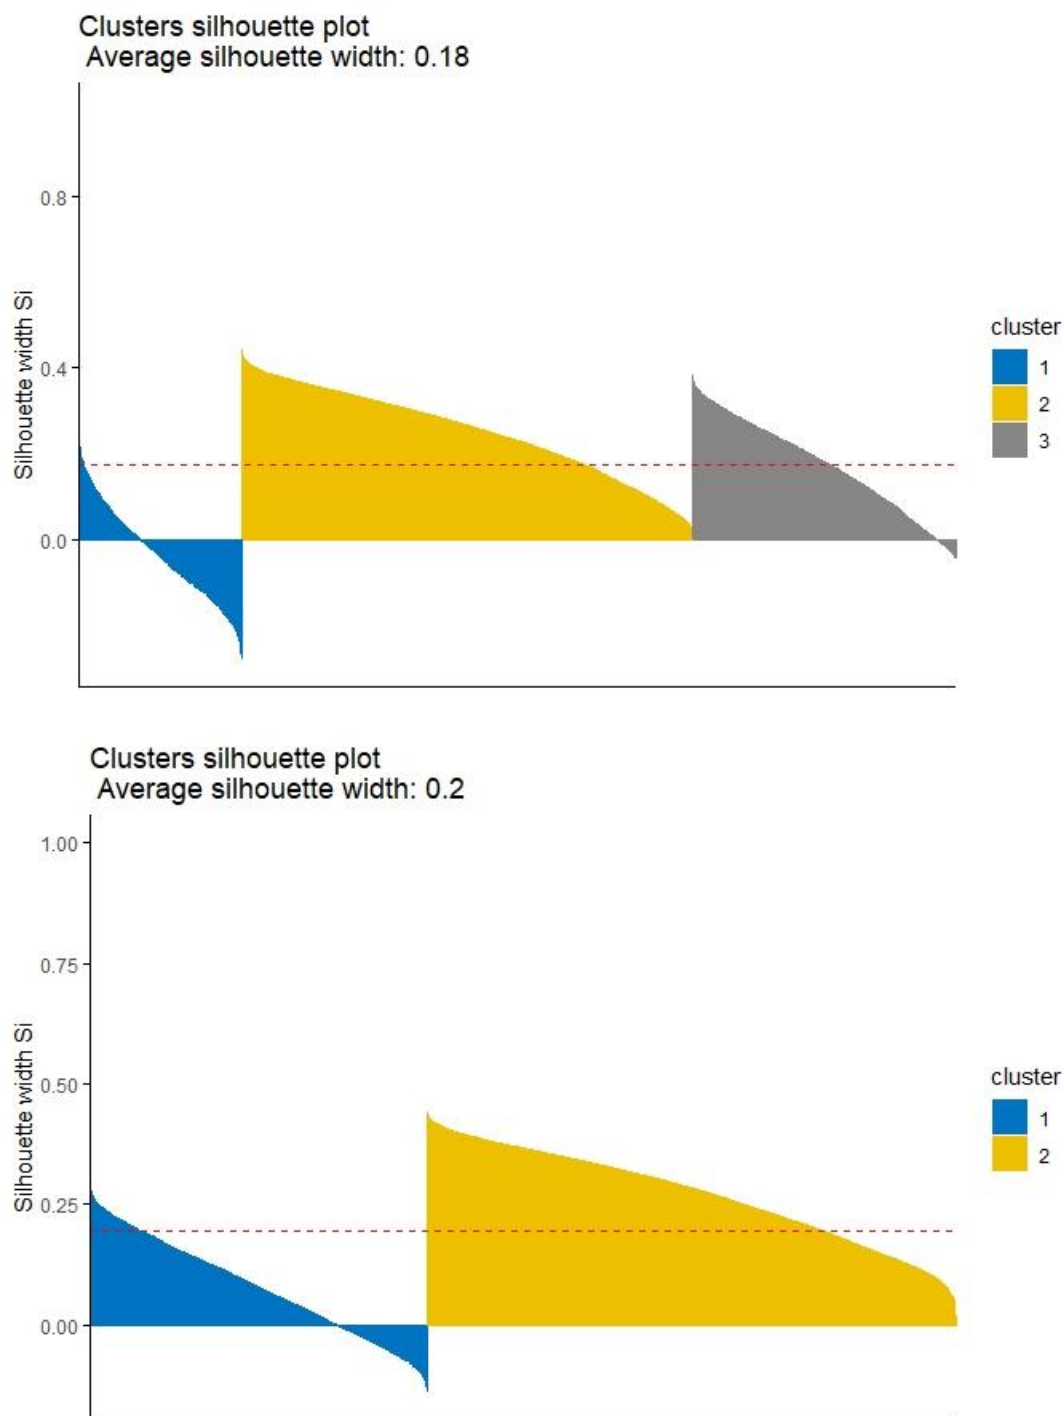 Clusters silhouette plot
Average silhouette width: 0.18
0.8
0.4
0.0
Silhouette width Si
cluster
1
2
3
Clusters silhouette plot
Average silhouette width: 0.2
1.00
0.75
0.50
0.25
0.00
Silhouette width Si
cluster
1
2